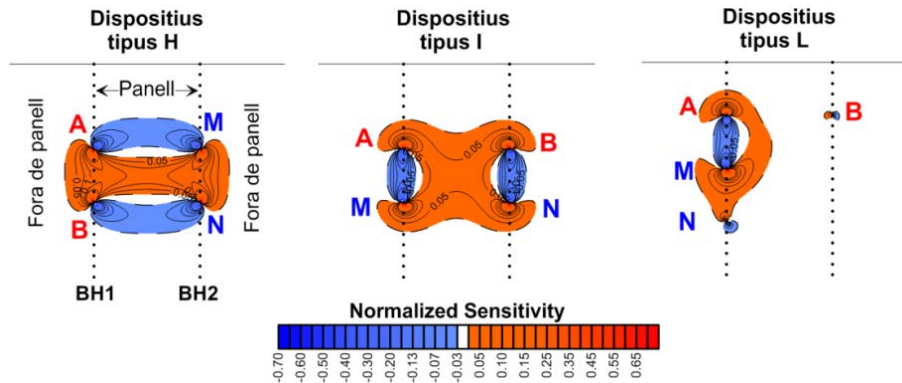 Dispositius
tipus H
Dispositius
tipus I
Dispositius
tipus L
Fora de panell
Panell
Fora de panell
A
M
B
N
0.05
0.05
BH1
BH2
A
B
M
N
0.05
0.05
0.05
0.05
A
B
M
N
0.05
Normalized Sensitivity
-0.70
-0.60
-0.50
-0.40
-0.30
-0.20
-0.13
-0.07
-0.03
0.05
0.15
0.25
0.35
0.45
0.55
0.65